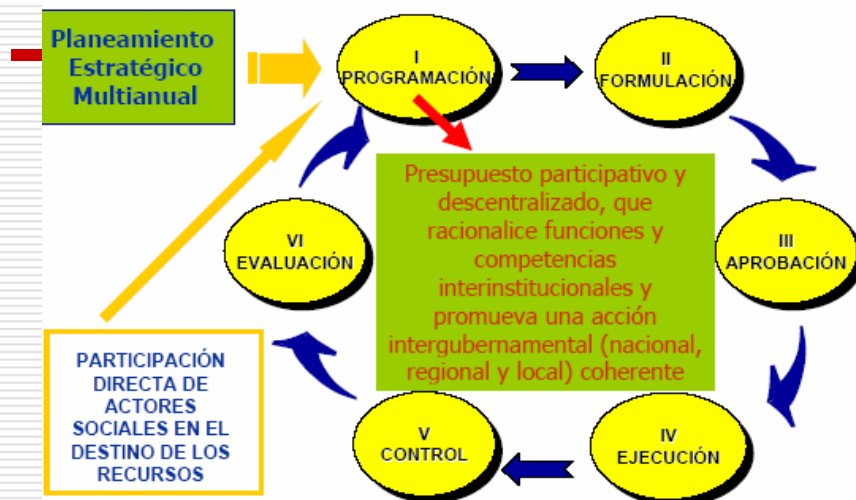 Planeamiento
Estratégico
Multianual
I
PROGRAMACIÓN
II
FORMULACIÓN
Presupuesto participativo y
descentralizado, que
racionalice funciones y
competencias
interinstitucionales y
promueva una acción
intergubernamental (nacional,
regional y local) coherente
III
APROBACIÓN
IV
EJECUCIÓN
V
CONTROL
VI
EVALUACIÓN
PARTICIPACIÓN
DIRECTA DE
ACTORES
SOCIALES EN EL
DESTINO DE LOS
RECURSOS